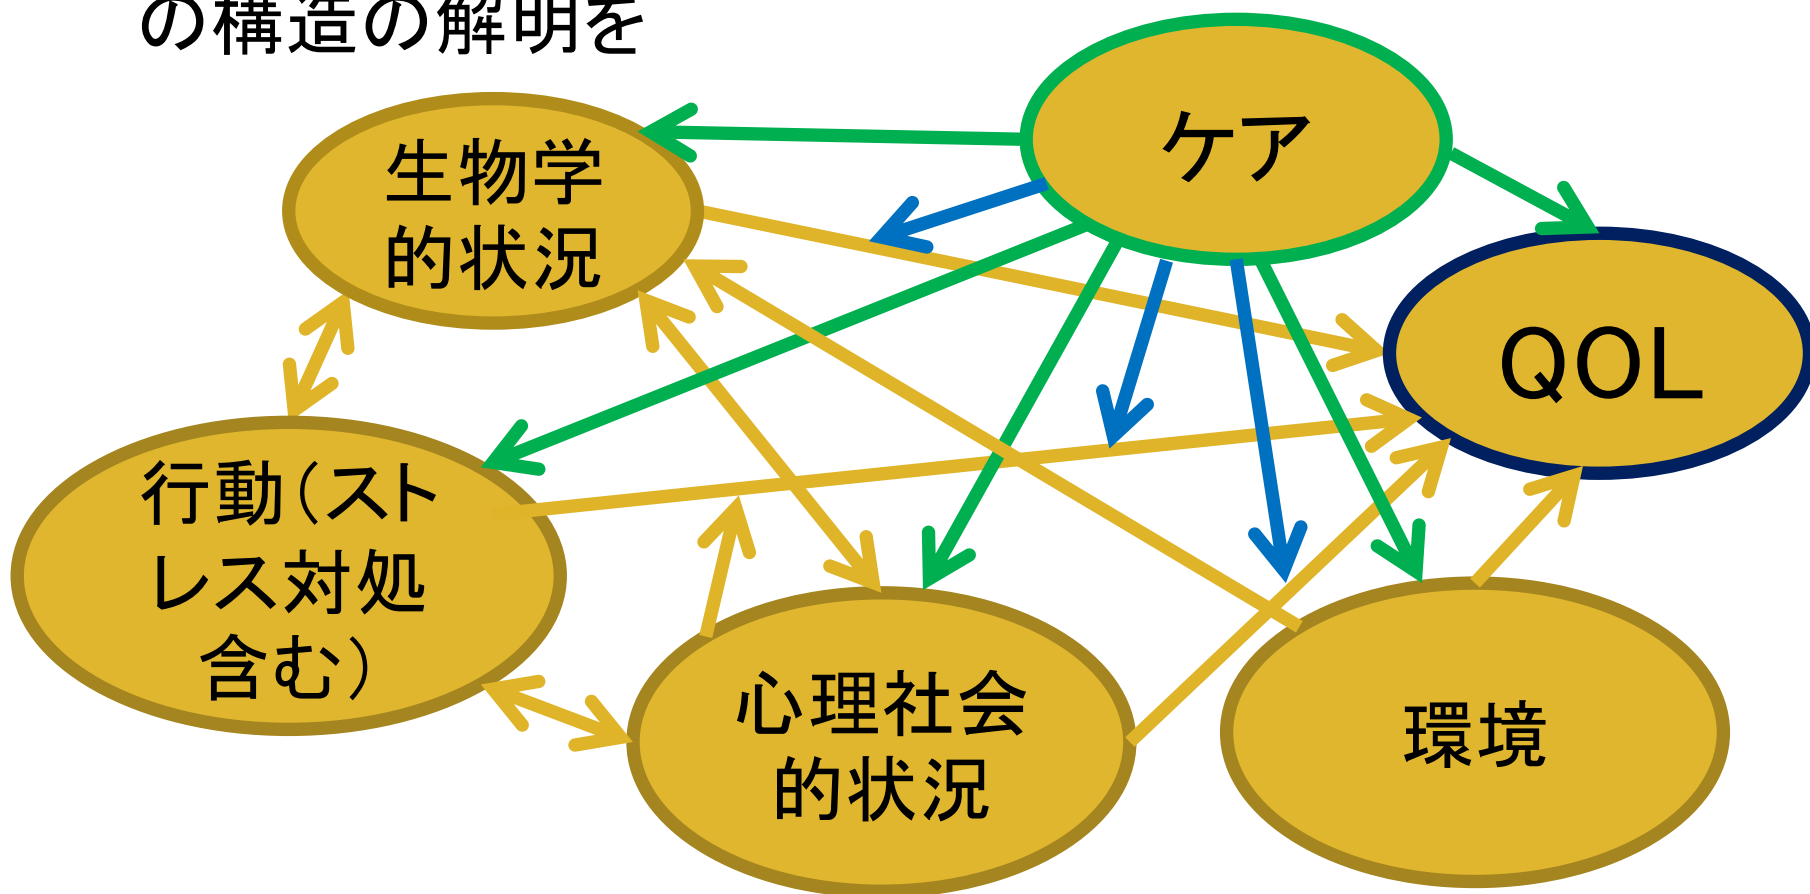 の構造の解明を
ケア
生物学
的状況
QOL
行動（スト
レス対処
含む）
心理社会
的状況
環境